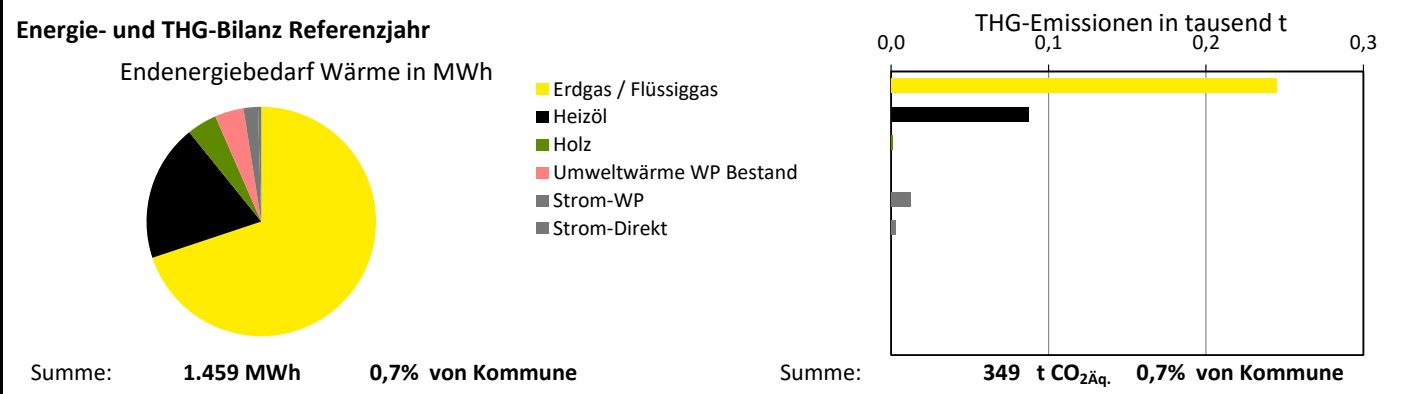 Energie- und THG-Bilanz Referenzjahr
Endenergiebedarf Wärme in MWh
Erdgas / Flüssiggas
Heizöl
Holz
Umweltwärme WP Bestand
Strom-WP
Strom-Direkt
THG-Emissionen in tausend t
0,0 0,1 0,2 0,3
Summe: 1.459 MWh 0,7% von Kommune
Summe: 349 t CO₂Äq. 0,7% von Kommune